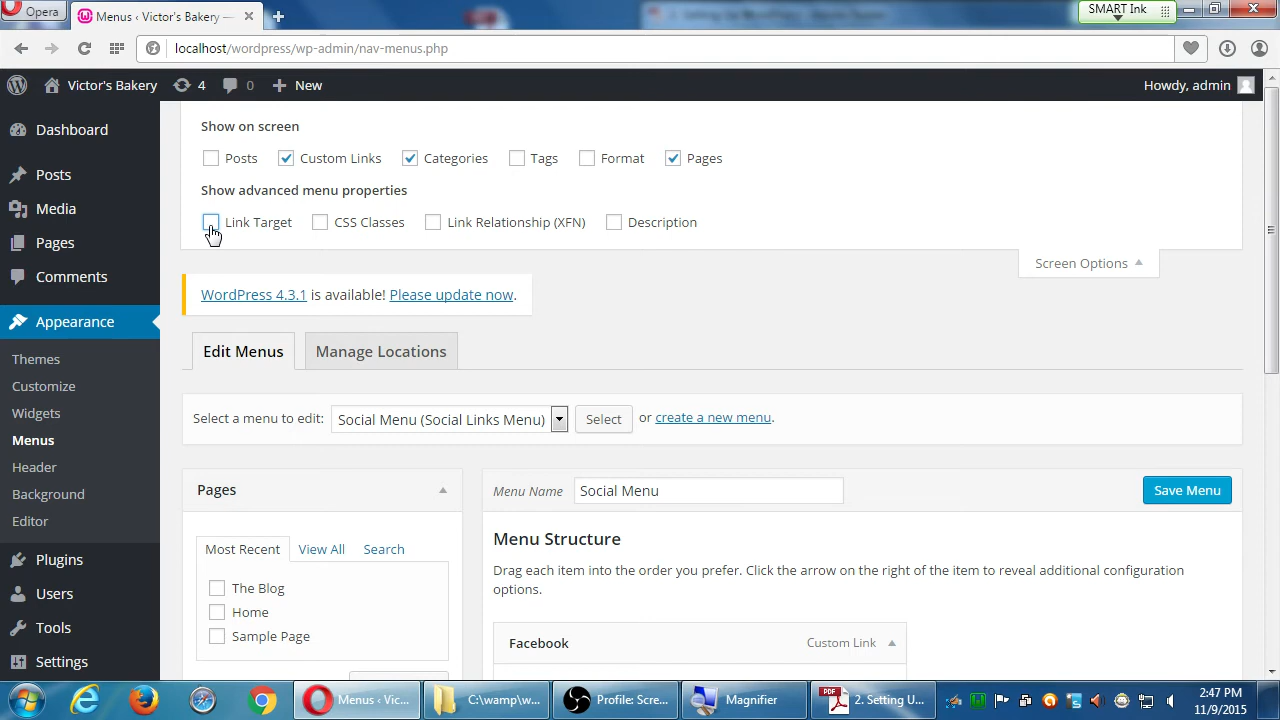 Opera
Menus ‹ Victor's Bakery —
SMART Ink
localhost/wordpress/wp-admin/nav-menus.php
Victor's Bakery
4
0
New
Howdy, admin
Dashboard
Posts
Media
Pages
Comments
Appearance
Themes
Customize
Widgets
Menus
Header
Background
Editor
Plugins
Users
Tools
Settings
Show on screen
Posts
Custom Links
Categories
Tags
Format
Pages
Show advanced menu properties
Link Target
CSS Classes
Link Relationship (XFN)
Description
Screen Options
WordPress 4.3.1 is available! Please update now.
Edit Menus
Manage Locations
Select a menu to edit:
Social Menu (Social Links Menu)
Select
or create a new menu.
Pages
Most Recent
View All
Search
The Blog
Home
Sample Page
Menu Name
Social Menu
Save Menu
Menu Structure
Drag each item into the order you prefer. Click the arrow on the right of the item to reveal additional configuration
options.
Facebook
Custom Link
Menus ‹ Vic...
C:\wamp\w...
Profile: Scre...
Magnifier
PDF
2. Setting U...
2:47 PM
11/9/2015